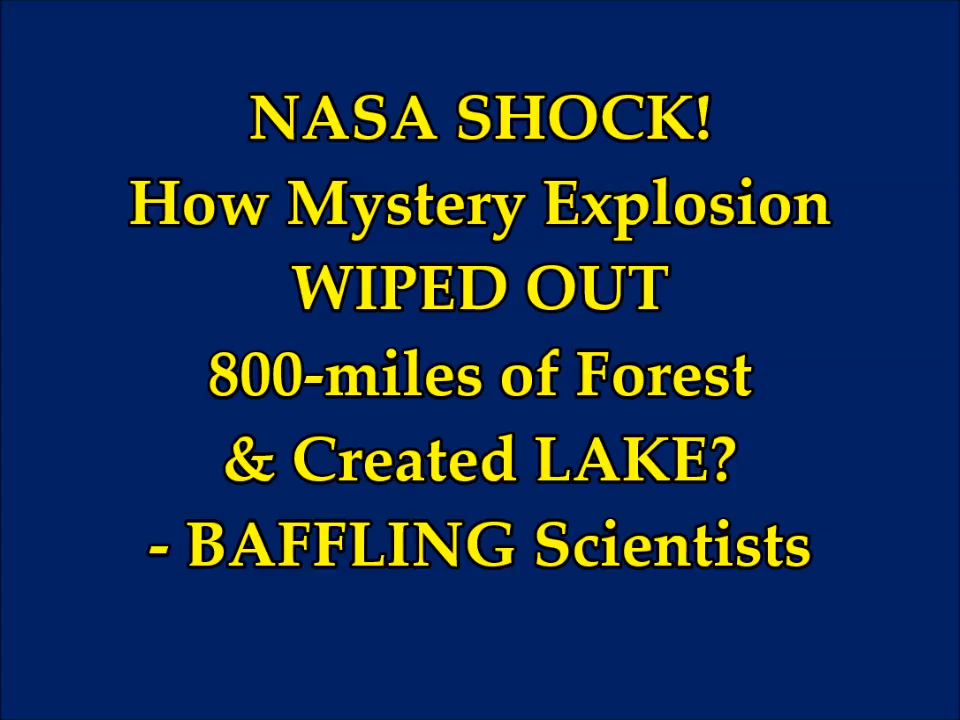 NASA SHOCK!
How Mystery Explosion
WIPED OUT
800-miles of Forest
& Created LAKE?
- BAFFLING Scientists